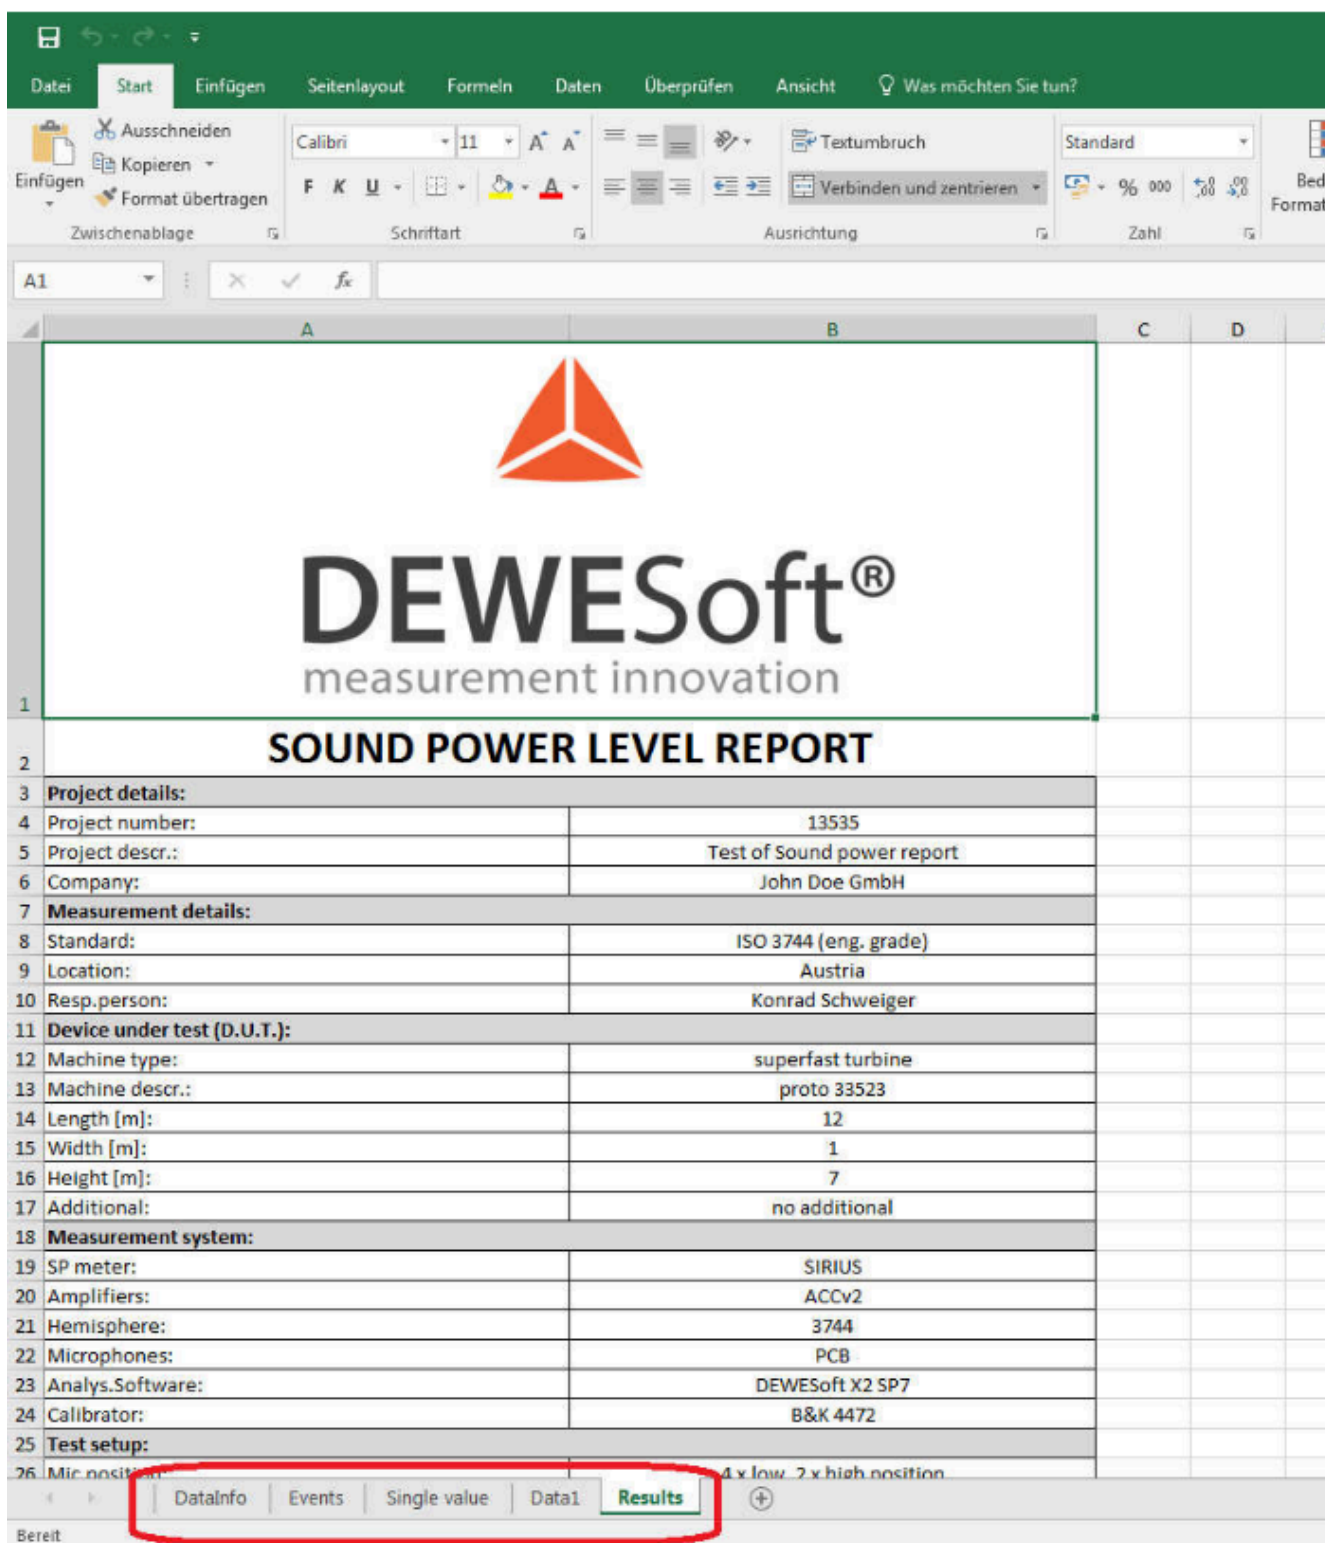 Datei Start Einfügen Seitenlayout Formeln Daten Überprüfen Ansicht Was möchten Sie tun?
Ausschneiden
Kopieren
Format übertragen
Einfügen
Zwischenablage
Calibri 11
F K U
Schriftart
Textumbruch
Verbinden und zentrieren
Ausrichtung
Standard
% 000
Zahl
Bed
Format
A1 fx
A B C D
1
DEWESoft®
measurement innovation
2 SOUND POWER LEVEL REPORT
3 Project details:
4 Project number: 13535
5 Project descr.: Test of Sound power report
6 Company: John Doe GmbH
7 Measurement details:
8 Standard: ISO 3744 (eng. grade)
9 Location: Austria
10 Resp.person: Konrad Schweiger
11 Device under test (D.U.T.):
12 Machine type: superfast turbine
13 Machine descr.: proto 33523
14 Length [m]: 12
15 Width [m]: 1
16 Height [m]: 7
17 Additional: no additional
18 Measurement system:
19 SP meter: SIRIUS
20 Amplifiers: ACCv2
21 Hemisphere: 3744
22 Microphones: PCB
23 Analys.Software: DEWESoft X2 SP7
24 Calibrator: B&K 4472
25 Test setup:
26 Mic position: 4 x low, 2 x high position
DataInfo Events Single value Data1 Results
Bereit